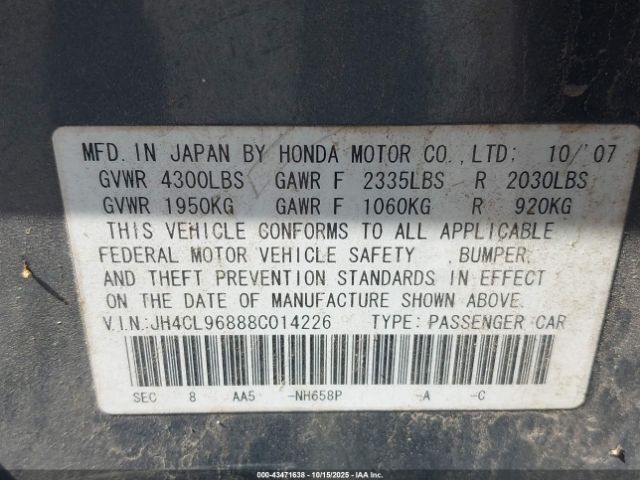 MFD. IN JAPAN BY HONDA MOTOR CO., LTD; 10/'07
GVWR 4300LBS GAWR F 2335LBS R 2030LBS
GVWR 1950KG GAWR F 1060KG R 920KG
THIS VEHICLE CONFORMS TO ALL APPLICABLE
FEDERAL MOTOR VEHICLE SAFETY , BUMPER,
AND THEFT PREVENTION STANDARDS IN EFFECT
ON THE DATE OF MANUFACTURE SHOWN ABOVE.
V.I.N.:JH4CL96888C014226 TYPE: PASSENGER CAR
SEC 8 AA5 -NH658P -A -C
00-43471638 - 10/15/2025 - ©IAA, Inc.